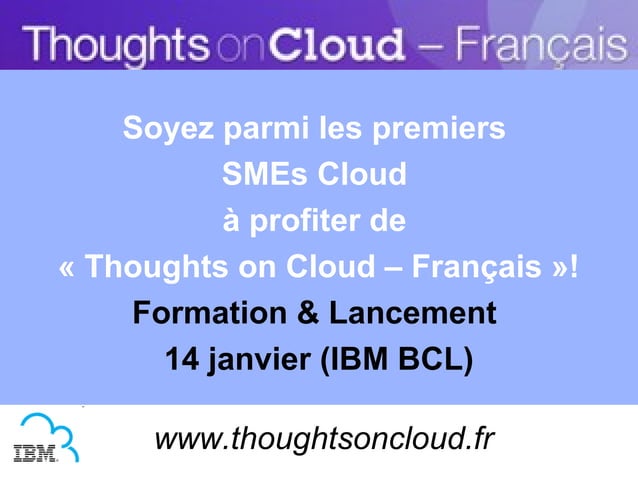 Thoughts on Cloud – Français
Soyez parmi les premiers
SMEs Cloud
à profiter de
« Thoughts on Cloud – Français »!
Formation & Lancement
14 janvier (IBM BCL)
IBM®
www.thoughtsoncloud.fr